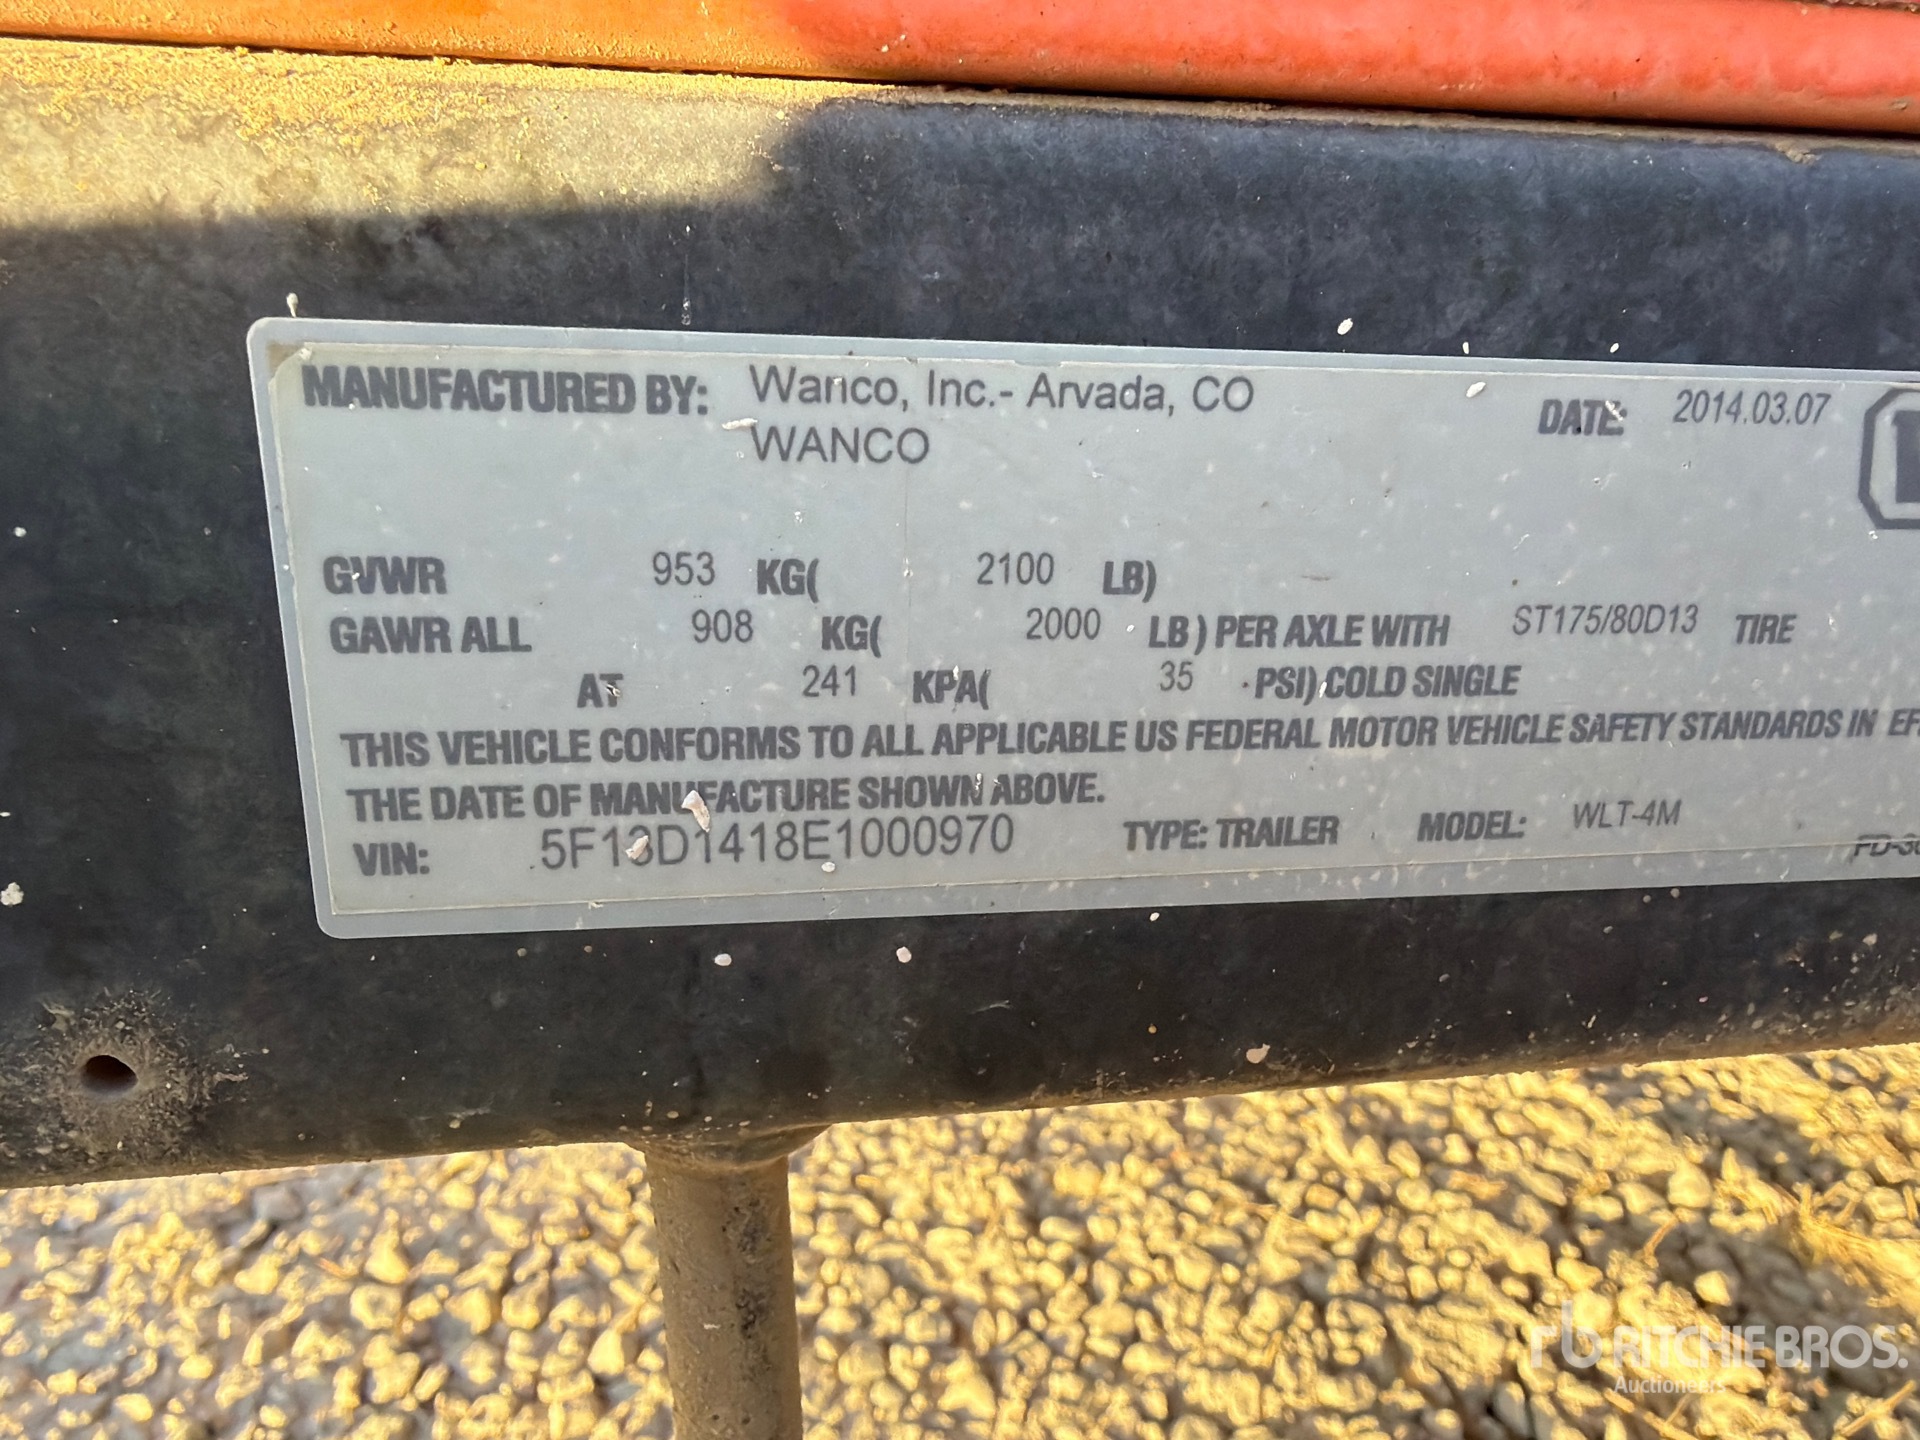 MANUFACTURED BY: Wanco, Inc.- Arvada, CO DATE: 2014.03.07
WANCO
GVWR 953 KG( 2100 LB)
GAWR ALL 908 KG( 2000 LB ) PER AXLE WITH ST175/80D13 TIRE
AT 241 KPA( 35 PSI) COLD SINGLE
THIS VEHICLE CONFORMS TO ALL APPLICABLE US FEDERAL MOTOR VEHICLE SAFETY STANDARDS IN
THE DATE OF MANUFACTURE SHOWN ABOVE.
VIN: 5F13D1418E1000970 TYPE: TRAILER MODEL: WLT-4M
rb RITCHIE BROS.
Auctioneers